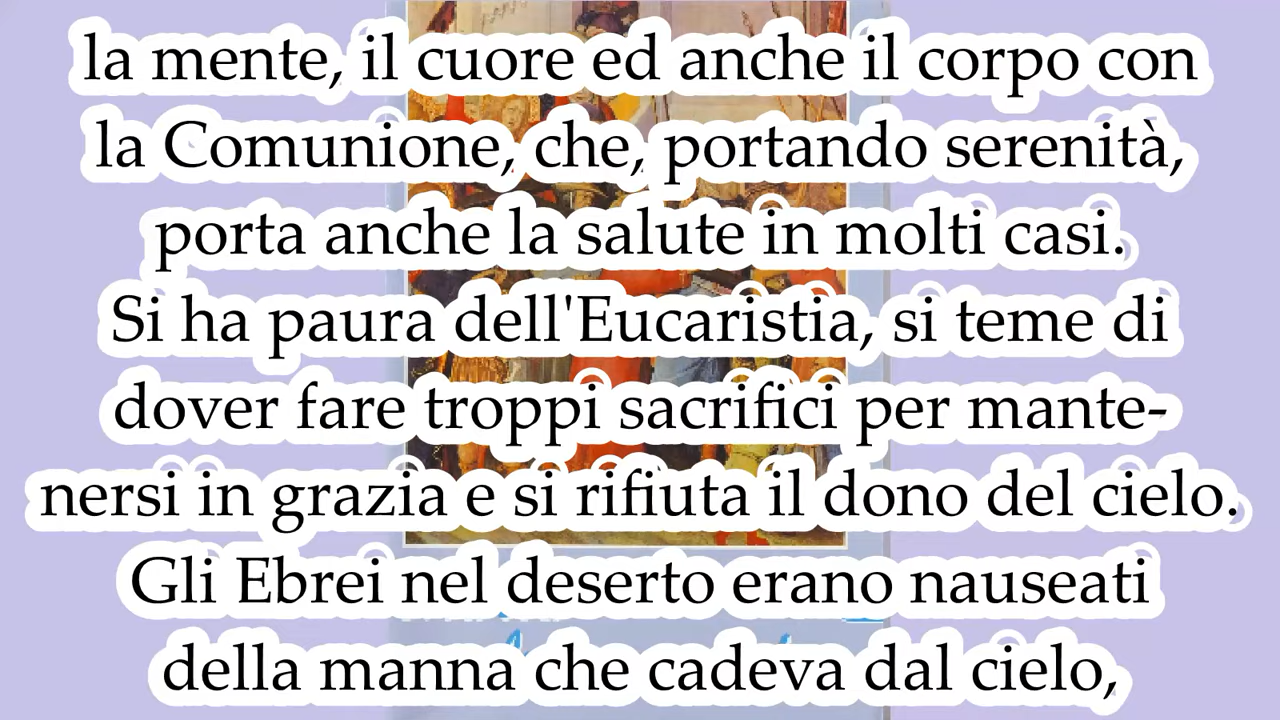 la mente, il cuore ed anche il corpo con
la Comunione, che, portando serenità,
porta anche la salute in molti casi.
Si ha paura dell'Eucaristia, si teme di
dover fare troppi sacrifici per mante-
nersi in grazia e si rifiuta il dono del cielo.
Gli Ebrei nel deserto erano nauseati
della manna che cadeva dal cielo,